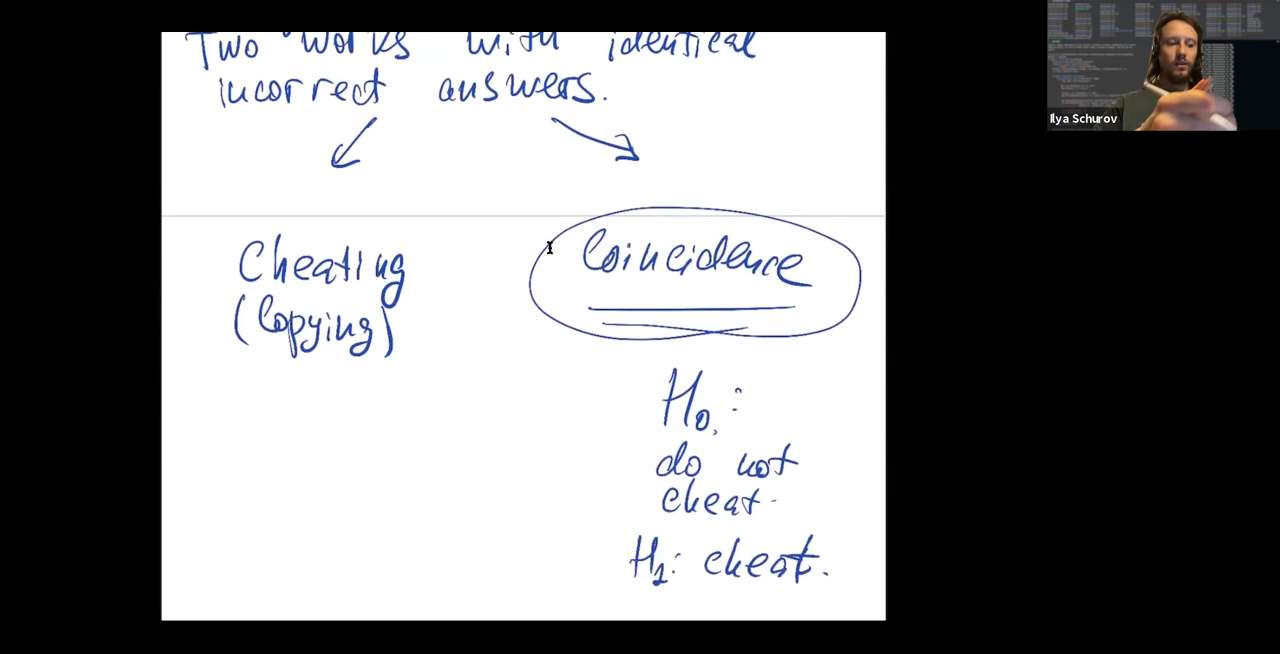 Two works with identical
incorrect answers.
Cheating
(Copying)
Coincidence
H0:
do not
cheat.
H1: cheat.
Ilya Schurov